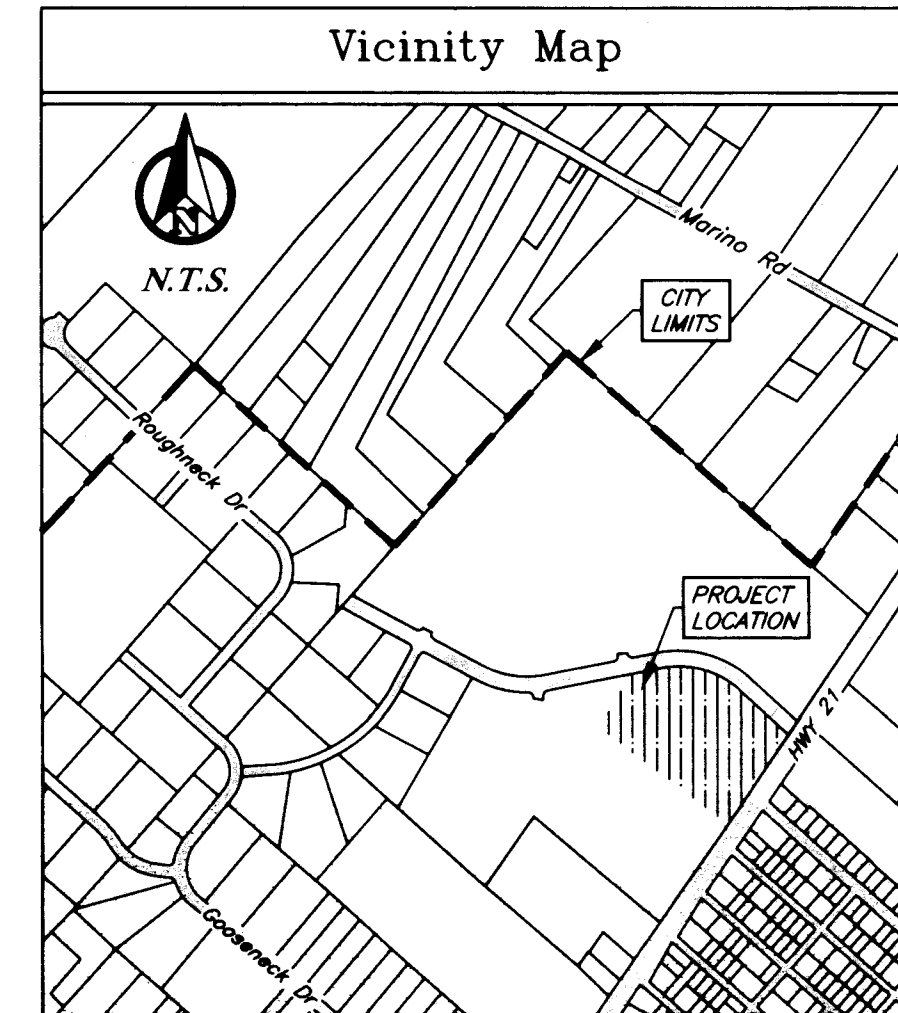 Vicinity Map
N
N.T.S.
Marino Rd
CITY
LIMITS
Roughneck Dr
PROJECT
LOCATION
HWY 21
Gooseneck Dr